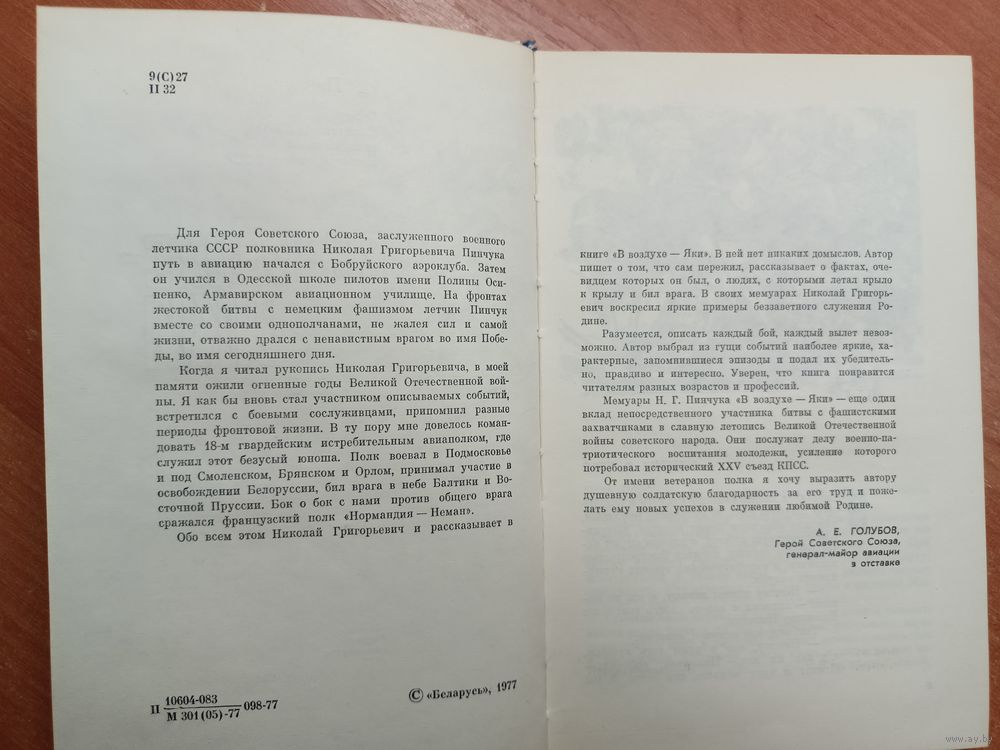 9(С)27
П 32
Для Героя Советского Союза, заслуженного военного
летчика СССР полковника Николая Григорьевича Пинчука
путь в авиацию начался с Бобруйского аэроклуба. Затем
он учился в Одесской школе пилотов имени Полины Оси-
пенко, Армавирском авиационном училище. На фронтах
жестокой битвы с немецким фашизмом летчик Пинчук
вместе со своими однополчанами, не жалея сил и самой
жизни, отважно дрался с ненавистным врагом во имя Побе-
ды, во имя сегодняшнего дня.
Когда я читал рукопись Николая Григорьевича, в моей
памяти ожили огненные годы Великой Отечественной вой-
ны. Я как бы вновь стал участником описываемых событий,
встретился с боевыми сослуживцами, припомнил разные
периоды фронтовой жизни. В ту пору мне довелось коман-
довать 18-м гвардейским истребительным авиаполком, где
служил этот безусый юноша. Полк воевал в Подмосковье
и под Смоленском, Брянском и Орлом, принимал участие в
освобождении Белоруссии, бил врага в небе Балтики и Во-
сточной Пруссии. Бок о бок с нами против общего врага
сражался французский полк «Нормандия — Неман».
Обо всем этом Николай Григорьевич и рассказывает в
П 10604-083 / М 301(05)-77 098-77
© «Беларусь», 1977
книге «В воздухе — Яки». В ней нет никаких домыслов. Автор
пишет о том, что сам пережил, рассказывает о фактах, оче-
видцем которых он был, о людях, с которыми летал крыло
к крылу и бил врага. В своих мемуарах Николай Григорь-
евич воскресил яркие примеры беззаветного служения Ро-
дине.
Разумеется, описать каждый бой, каждый вылет невоз-
можно. Автор выбрал из гущи событий наиболее яркие, ха-
рактерные, запомнившиеся эпизоды и подал их убедитель-
но, правдиво и интересно. Уверен, что книга понравится
читателям разных возрастов и профессий.
Мемуары Н. Г. Пинчука «В воздухе — Яки» — еще один
вклад непосредственного участника битвы с фашистскими
захватчиками в славную летопись Великой Отечественной
войны советского народа. Они послужат делу военно-па-
триотического воспитания молодежи, усиление которого
потребовал исторический XXV съезд КПСС.
От имени ветеранов полка я хочу выразить автору
душевную солдатскую благодарность за его труд и поже-
лать ему новых успехов в служении любимой Родине.
А. Е. ГОЛУБОВ,
Герой Советского Союза,
генерал-майор авиации
в отставке
www.ay.by